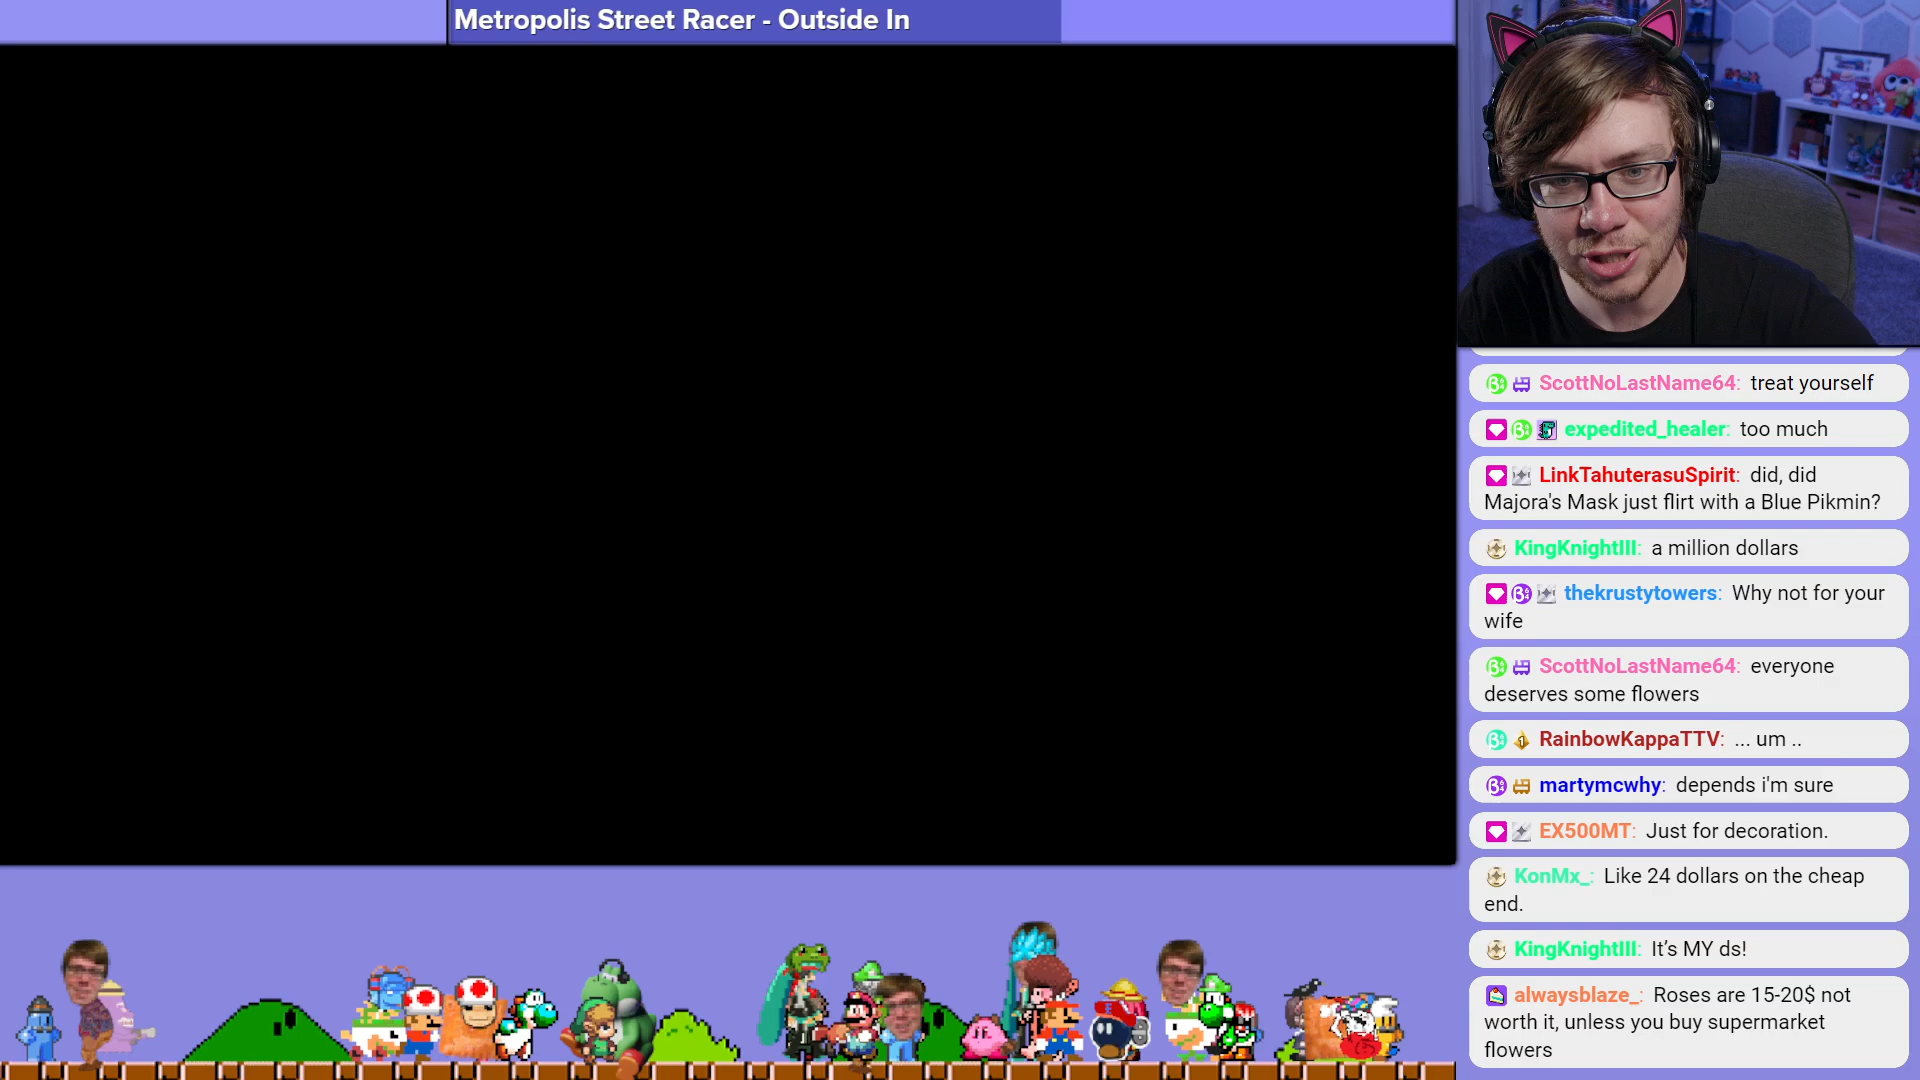 Metropolis Street Racer - Outside In
ScottNoLastName64: treat yourself
expedited_healer: too much
LinkTahuterasuSpirit: did, did
Majora's Mask just flirt with a Blue Pikmin?
KingKnightIII: a million dollars
thekrustytowers: Why not for your
wife
ScottNoLastName64: everyone
deserves some flowers
RainbowKappaTTV: ... um ..
martymcwhy: depends i'm sure
EX500MT: Just for decoration.
KonMx_: Like 24 dollars on the cheap
end.
KingKnightIII: It’s MY ds!
alwaysblaze_: Roses are 15-20$ not
worth it, unless you buy supermarket
flowers